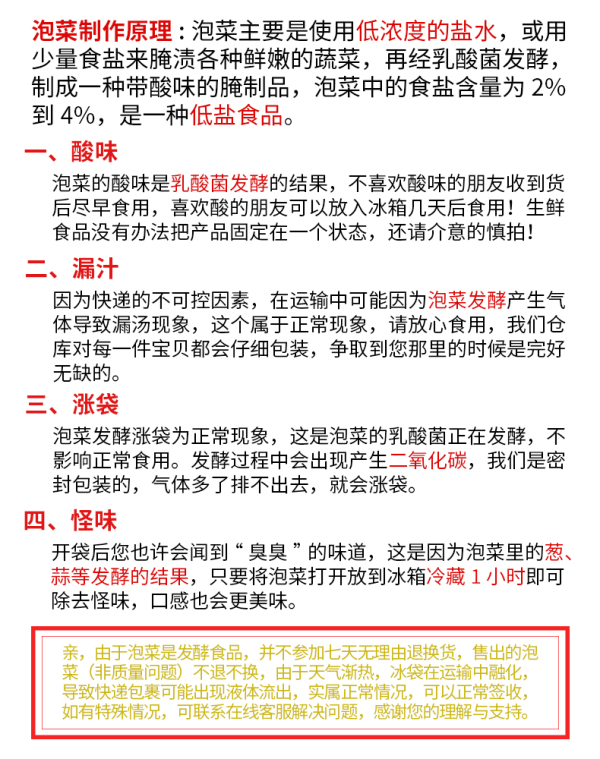 泡菜制作原理：泡菜主要是使用低浓度的盐水，或用
少量食盐来腌渍各种鲜嫩的蔬菜，再经乳酸菌发酵，
制成一种带酸味的腌制品，泡菜中的食盐含量为 2%
到 4%，是一种低盐食品。
一、酸味
泡菜的酸味是乳酸菌发酵的结果，不喜欢酸味的朋友收到货
后尽早食用，喜欢酸的朋友可以放入冰箱几天后食用！生鲜
食品没有办法把产品固定在一个状态，还请介意的慎拍！
二、漏汁
因为快递的不可控因素，在运输中可能因为泡菜发酵产生气
体导致漏汤现象，这个属于正常现象，请放心食用，我们仓
库对每一件宝贝都会仔细包装，争取到您那里的时候是完好
无缺的。
三、涨袋
泡菜发酵涨袋为正常现象，这是泡菜的乳酸菌正在发酵，不
影响正常食用。发酵过程中会出现产生二氧化碳，我们是密
封包装的，气体多了排不出去，就会涨袋。
四、怪味
开袋后您也许会闻到“臭臭”的味道，这是因为泡菜里的葱、
蒜等发酵的结果，只要将泡菜打开放到冰箱冷藏 1 小时即可
除去怪味，口感也会更美味。
亲，由于泡菜是发酵食品，并不参加七天无理由退换货，售出的泡
菜（非质量问题）不退不换，由于天气渐热，冰袋在运输中融化，
导致快递包裹可能出现液体流出，实属正常情况，可以正常签收，
如有特殊情况，可联系在线客服解决问题，感谢您的理解与支持。